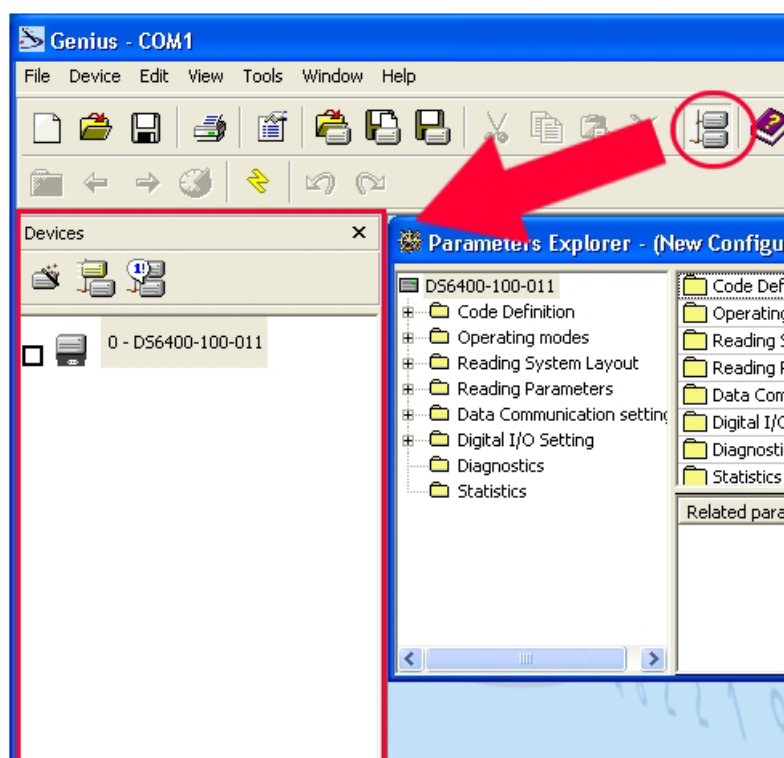 Genius - COM1
File Device Edit View Tools Window Help
Devices
0 - DS6400-100-011
Parameters Explorer - (New Configu
DS6400-100-011
Code Definition
Operating modes
Reading System Layout
Reading Parameters
Data Communication setting
Digital I/O Setting
Diagnostics
Statistics
Code Def
Operating
Reading
Reading
Data Com
Digital I/O
Diagnosti
Statistics
Related para